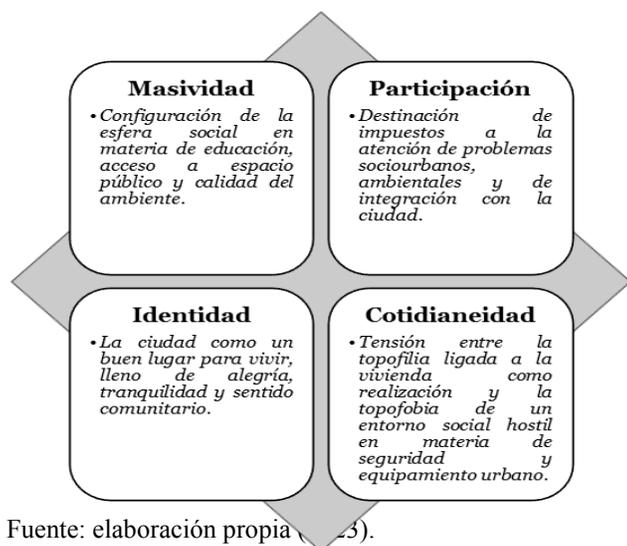 Masividad
• Configuración de la
esfera social en
materia de educación,
acceso a espacio
público y calidad del
ambiente.
Participación
• Destinación de
impuestos a la
atención de problemas
sociourbanos,
ambientales y de
integración con la
ciudad.
Identidad
• La ciudad como un
buen lugar para vivir,
lleno de alegría,
tranquilidad y sentido
comunitario.
Cotidianeidad
• Tensión entre la
topofilia ligada a la
vivienda como
realización y la
topofobia de un
entorno social hostil
en materia de
seguridad y
equipamiento urbano.
Fuente: elaboración propia